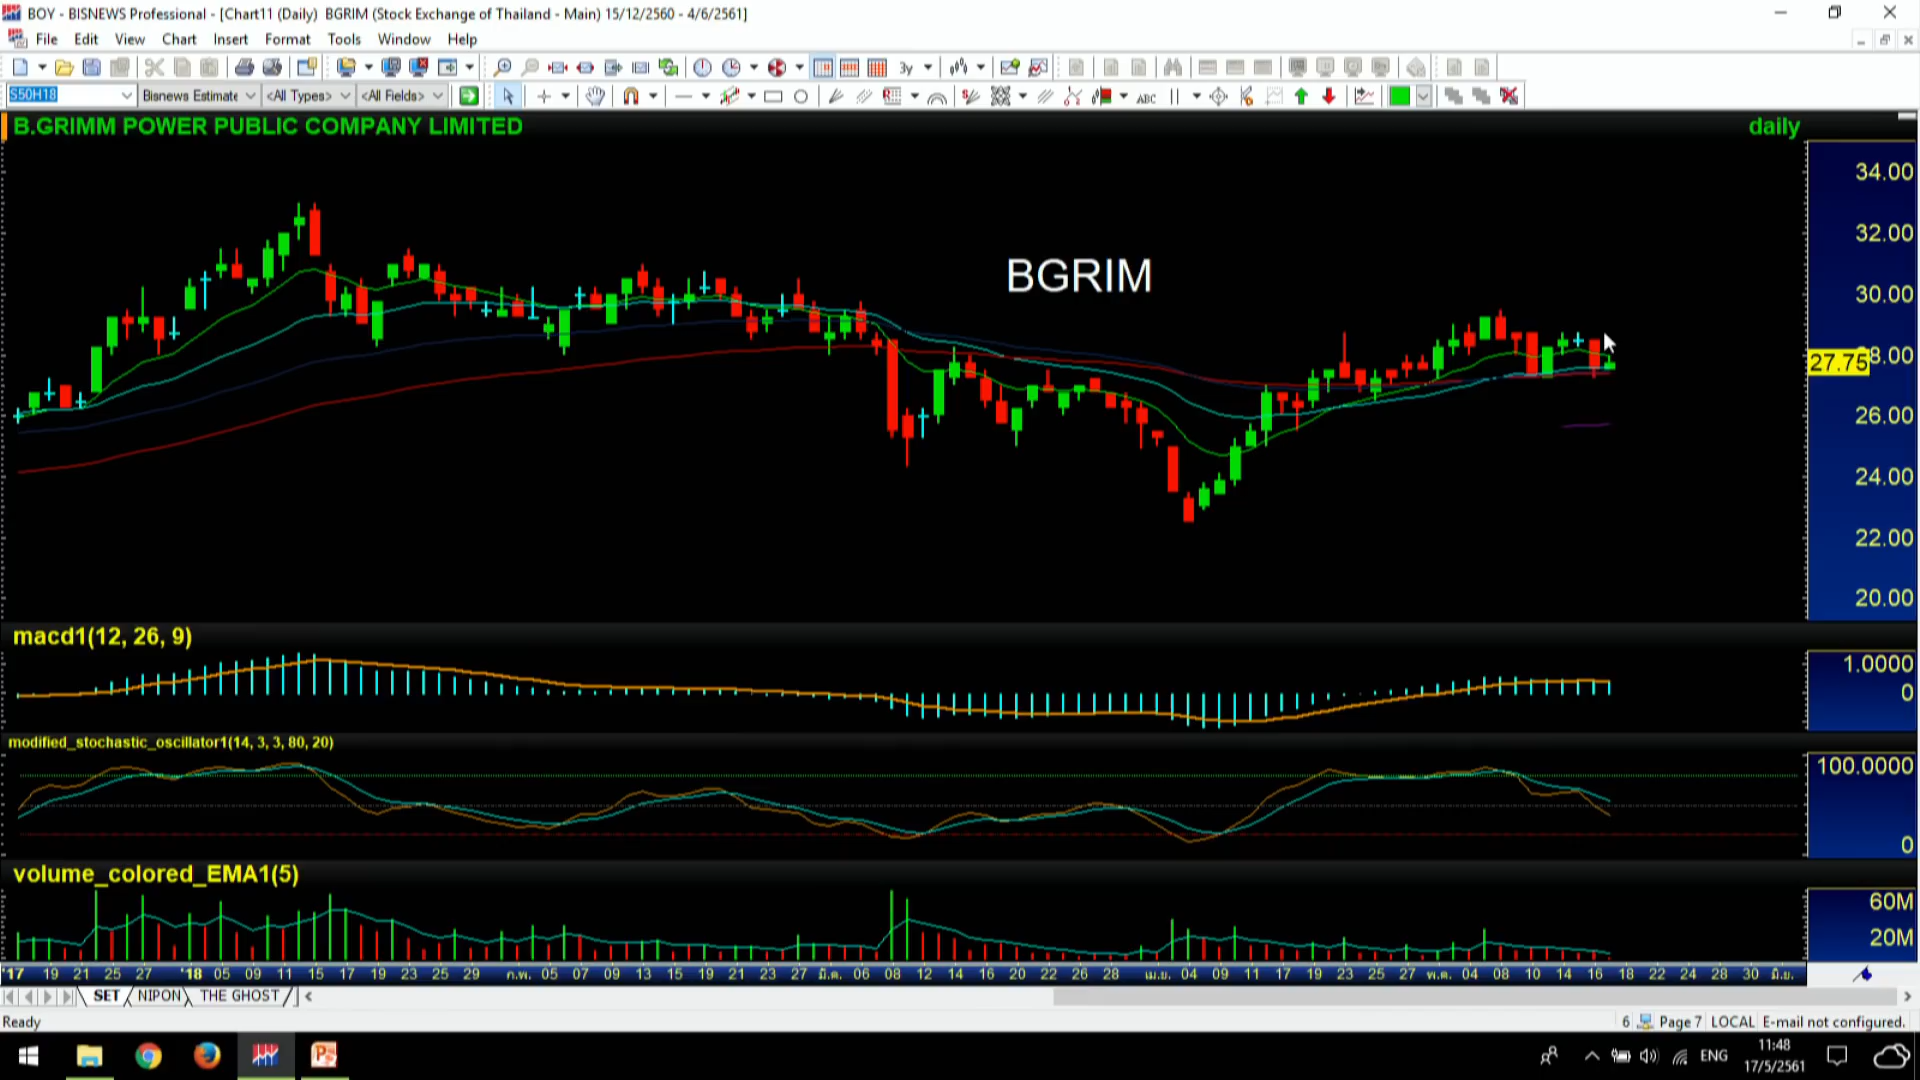 BOY - BISNEWS Professional - [Chart11 (Daily)  BGRIM (Stock Exchange of Thailand - Main) 15/12/2560 - 4/6/2561]
File Edit View Chart Insert Format Tools Window Help
3y
S50H18 Bisnews Estimate <All Types> <All Fields> ABC
B.GRIMM POWER PUBLIC COMPANY LIMITED daily
34.00
32.00
BGRIM
30.00
28.00
27.75
26.00
24.00
22.00
20.00
macd1(12, 26, 9)
1.0000
0
modified_stochastic_oscillator1(14, 3, 3, 80, 20)
100.0000
0
volume_colored_EMA1(5)
60M
20M
'17 19 21 25 27 '18 05 09 11 15 17 19 23 25 29 ก.พ. 05 07 09 13 15 19 21 23 27 มี.ค. 06 08 12 14 16 20 22 26 28 เม.ย. 04 09 11 17 19 23 25 27 พ.ค. 04 08 10 14 16 18 22 24 28 30 มิ.ย.
SET NIPON THE GHOST
Ready 6 Page 7 LOCAL E-mail not configured.
ENG
11:48
17/5/2561